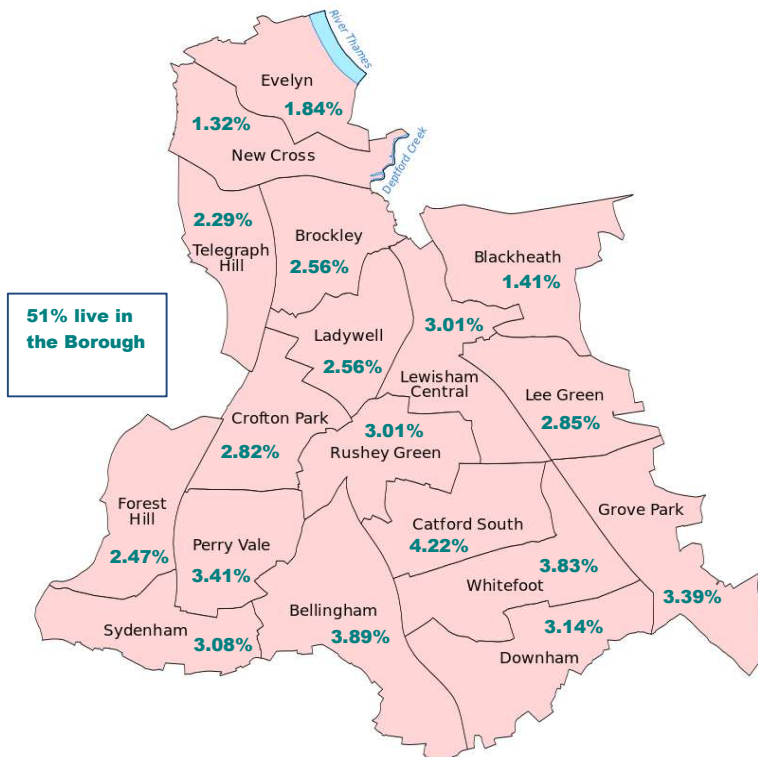 River Thames
Evelyn
1.84%
1.32%
New Cross
Deptford Creek
2.29%
Telegraph
Hill
Brockley
2.56%
Blackheath
1.41%
51% live in
the Borough
Ladywell
2.56%
3.01%
Lewisham
Central
Lee Green
2.85%
Crofton Park
2.82%
3.01%
Rushey Green
Forest
Hill
2.47%
Perry Vale
3.41%
Catford South
4.22%
Grove Park
3.39%
3.83%
Whitefoot
Sydenham
3.08%
Bellingham
3.89%
3.14%
Downham